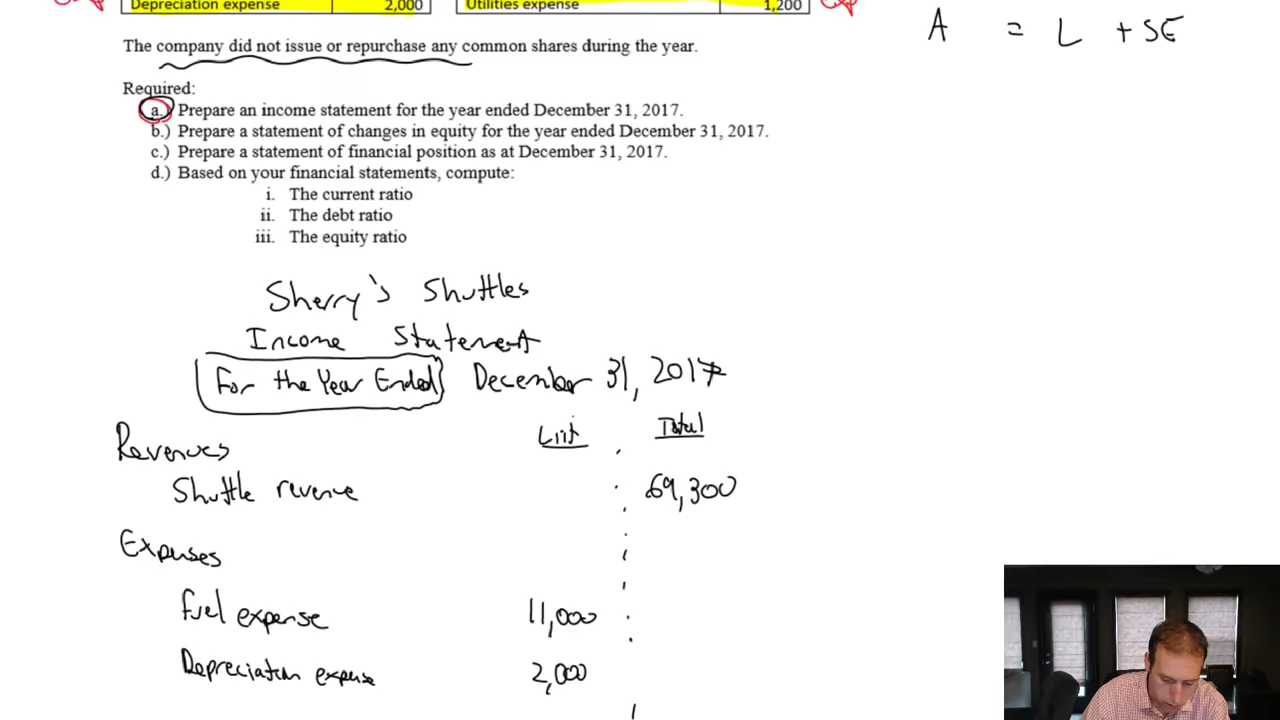 Depreciation expense 2,000 Utilities expense 1,200
A = L + SE
The company did not issue or repurchase any common shares during the year.
Required:
a.) Prepare an income statement for the year ended December 31, 2017.
b.) Prepare a statement of changes in equity for the year ended December 31, 2017.
c.) Prepare a statement of financial position as at December 31, 2017.
d.) Based on your financial statements, compute:
i. The current ratio
ii. The debt ratio
iii. The equity ratio
Sherry's Shuttles
Income Statement
For the Year Ended December 31, 2017
List Total
Revenues
Shuttle revenue 69,300
Expenses
Fuel expense 11,000
Depreciation expense 2,000